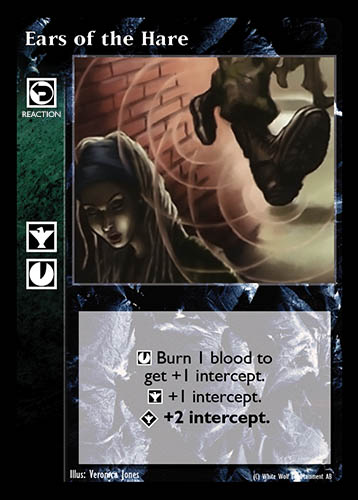 Ears of the Hare
REACTION
Burn 1 blood to
get +1 intercept.
+1 intercept.
+2 intercept.
Illus: Veronica Jones
(C) White Wolf Entertainment AB